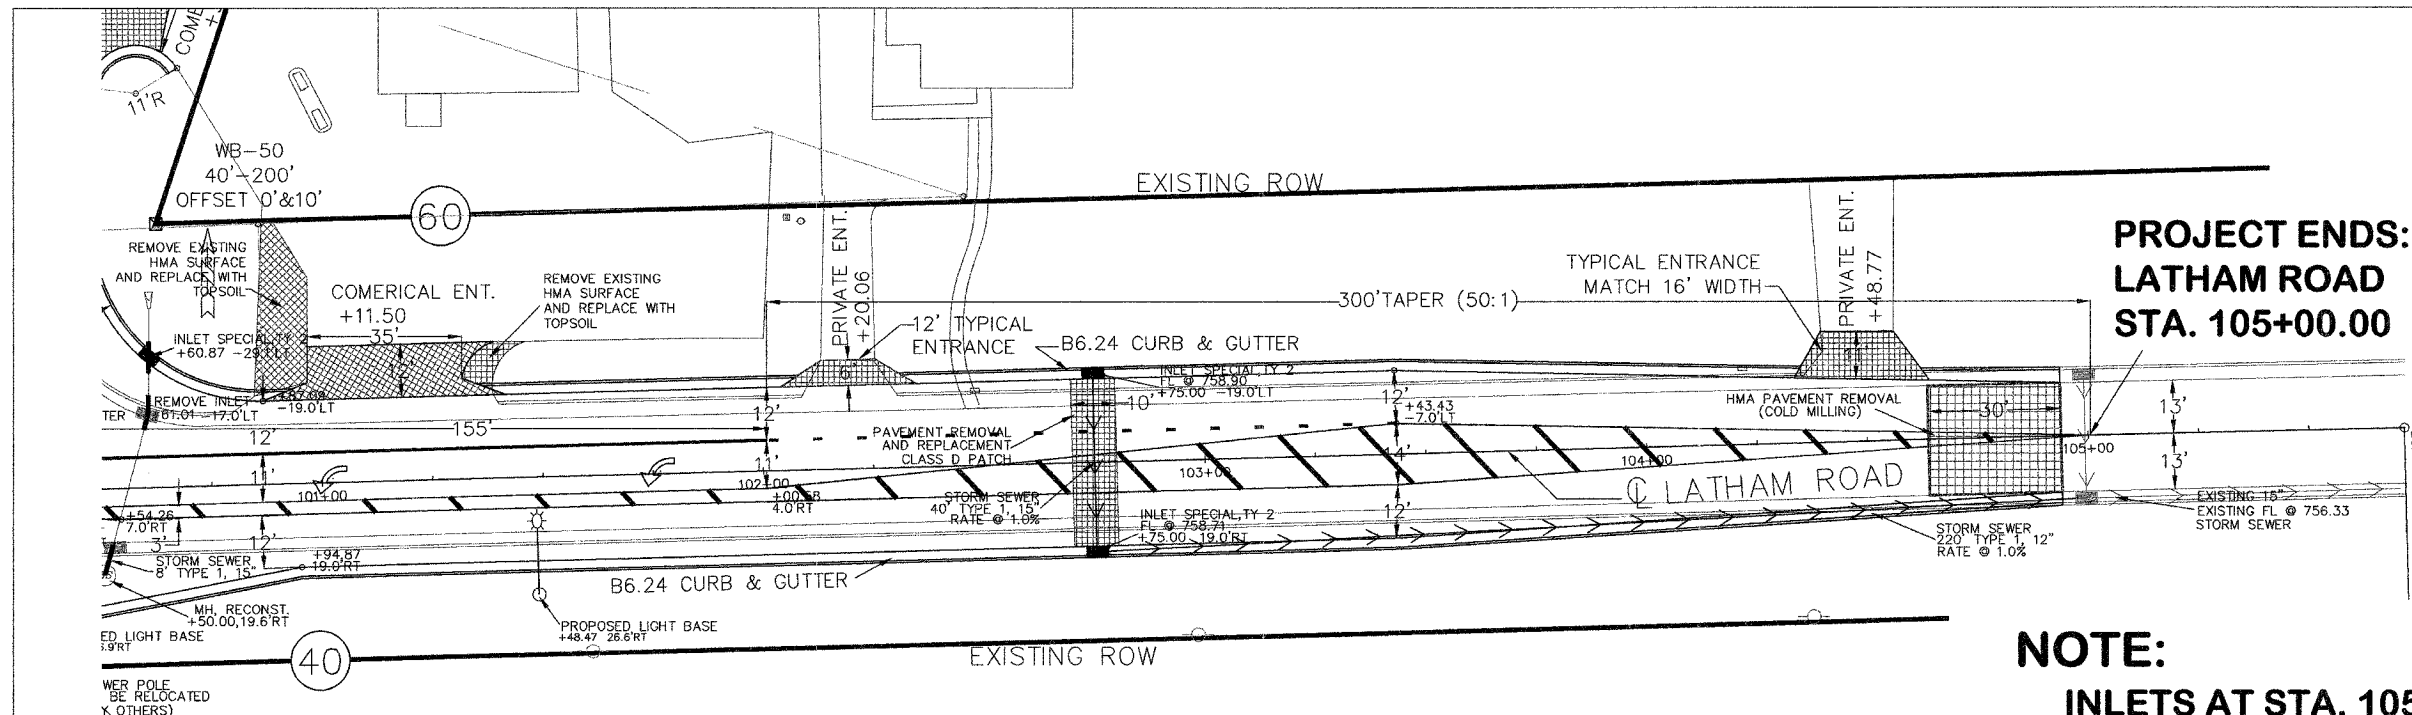 11'R
WB-50
40'-200'
OFFSET 0'&10'
60
EXISTING ROW
REMOVE EXISTING
HMA SURFACE
AND REPLACE WITH
TOPSOIL
COMERICAL ENT.
+11.50
35'
REMOVE EXISTING
HMA SURFACE
AND REPLACE WITH
TOPSOIL
PRIVATE ENT.
+20.06
12' TYPICAL
ENTRANCE
B6.24 CURB & GUTTER
300'TAPER (50:1)
TYPICAL ENTRANCE
MATCH 16' WIDTH
PRIVATE ENT.
+48.77
PROJECT ENDS:
LATHAM ROAD
STA. 105+00.00
INLET SPECIAL,TY 2
REMOVE INLET
61.01 -17.0'LT
-19.0'LT
TER
12'
155'
6'
12'
11'
INLET SPECIAL,TY 2
FL @ 758.90
+75.00 -19.0'LT
10'
PAVEMENT REMOVAL
AND REPLACEMENT
CLASS D PATCH
12'
+43.43
-7.0'LT
14'
12'
HMA PAVEMENT REMOVAL
(COLD MILLING)
30'
13'
13'
105+00
11'
101+00
102+00
4.0'RT
104+00
LATHAM ROAD
STORM SEWER
40' TYPE 1, 15"
RATE @ 1.0%
INLET SPECIAL,TY 2
FL @ 758.71
+75.00 19.0'RT
EXISTING 15"
EXISTING FL @ 756.33
STORM SEWER
STORM SEWER
220' TYPE 1, 12"
RATE @ 1.0%
+54.26
7.0'RT
3'
12'
+94.87
19.0'RT
STORM SEWER
8' TYPE 1, 15"
B6.24 CURB & GUTTER
MH, RECONST.
+50.00,19.6'RT
PROPOSED LIGHT BASE
+48.47 26.6'RT
ED LIGHT BASE
40
EXISTING ROW
WER POLE
BE RELOCATED
OTHERS)
NOTE:
INLETS AT STA. 105